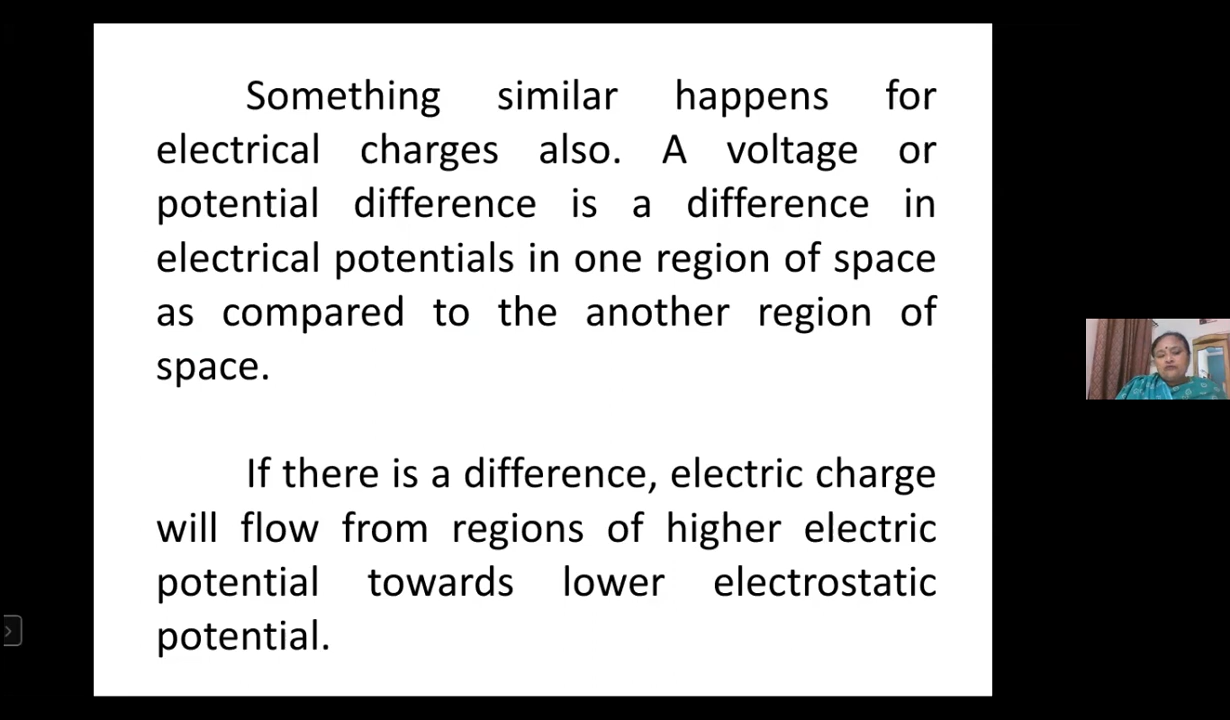 Something similar happens for
electrical charges also. A voltage or
potential difference is a difference in
electrical potentials in one region of space
as compared to the another region of
space.
If there is a difference, electric charge
will flow from regions of higher electric
potential towards lower electrostatic
potential.